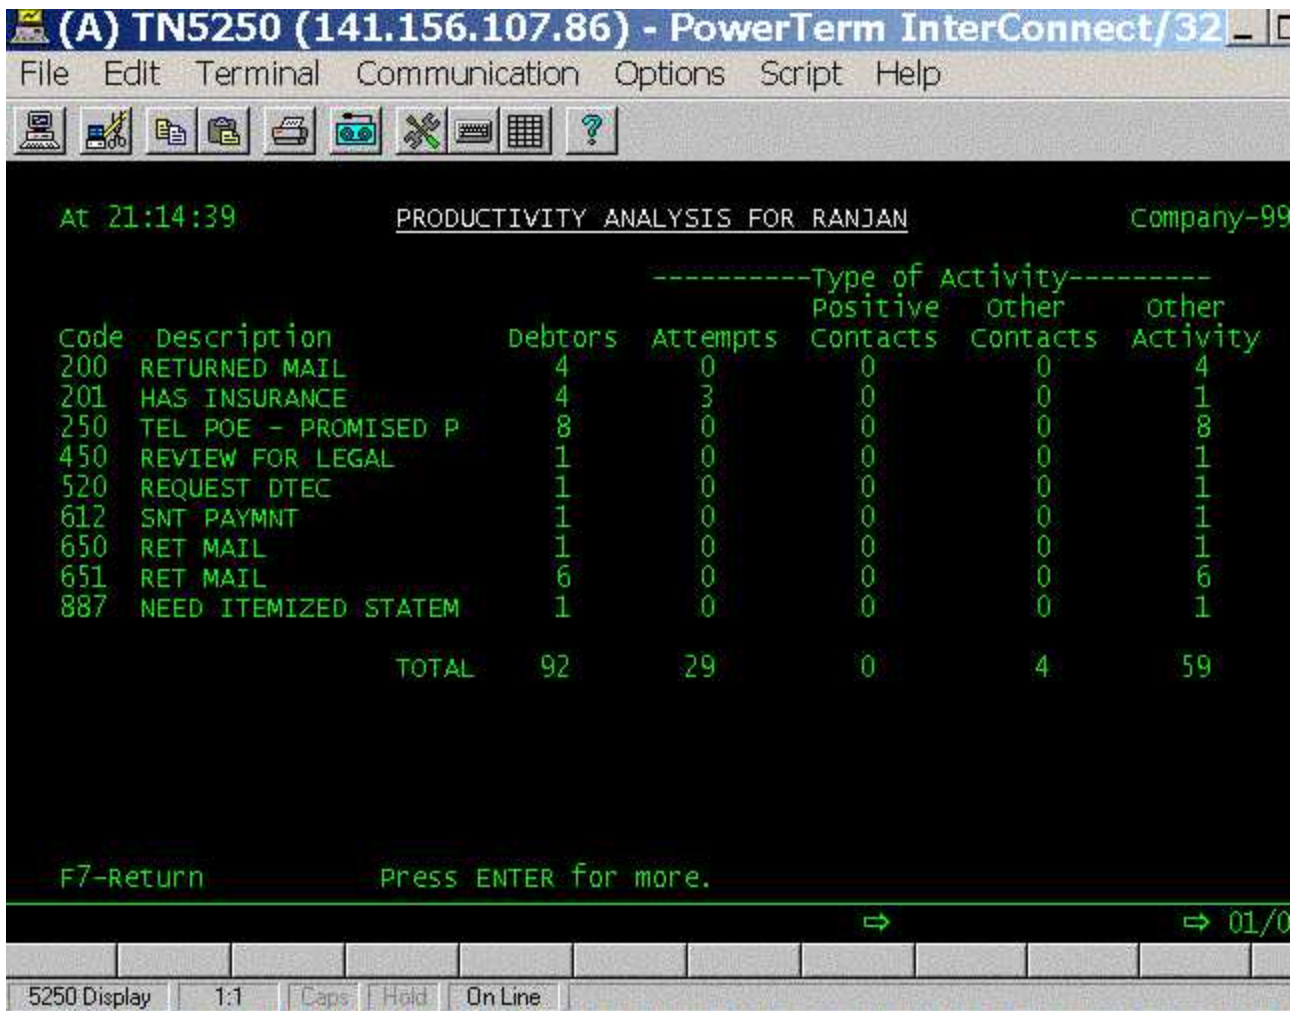 (A) TN5250 (141.156.107.86) - PowerTerm InterConnect/32
File Edit Terminal Communication Options Script Help
At 21:14:39 PRODUCTIVITY ANALYSIS FOR RANJAN Company-99
----------Type of Activity---------
Positive Other Other
Code Description Debtors Attempts Contacts Contacts Activity
200 RETURNED MAIL 4 0 0 0 4
201 HAS INSURANCE 4 3 0 0 1
250 TEL POE - PROMISED P 8 0 0 0 8
450 REVIEW FOR LEGAL 1 0 0 0 1
520 REQUEST DTEC 1 0 0 0 1
612 SNT PAYMNT 1 0 0 0 1
650 RET MAIL 1 0 0 0 1
651 RET MAIL 6 0 0 0 6
887 NEED ITEMIZED STATEM 1 0 0 0 1
TOTAL 92 29 0 4 59
F7-Return Press ENTER for more.
01/0
5250 Display 1:1 Caps Hold On Line